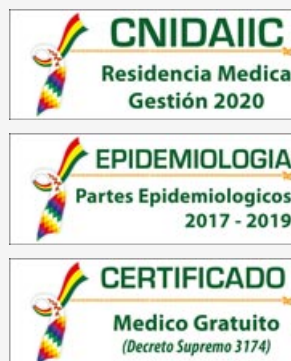 CNIDAIIC
Residencia Medica
Gestión 2020
EPIDEMIOLOGIA
Partes Epidemiologicos
2017 - 2019
CERTIFICADO
Medico Gratuito
(Decreto Supremo 3174)